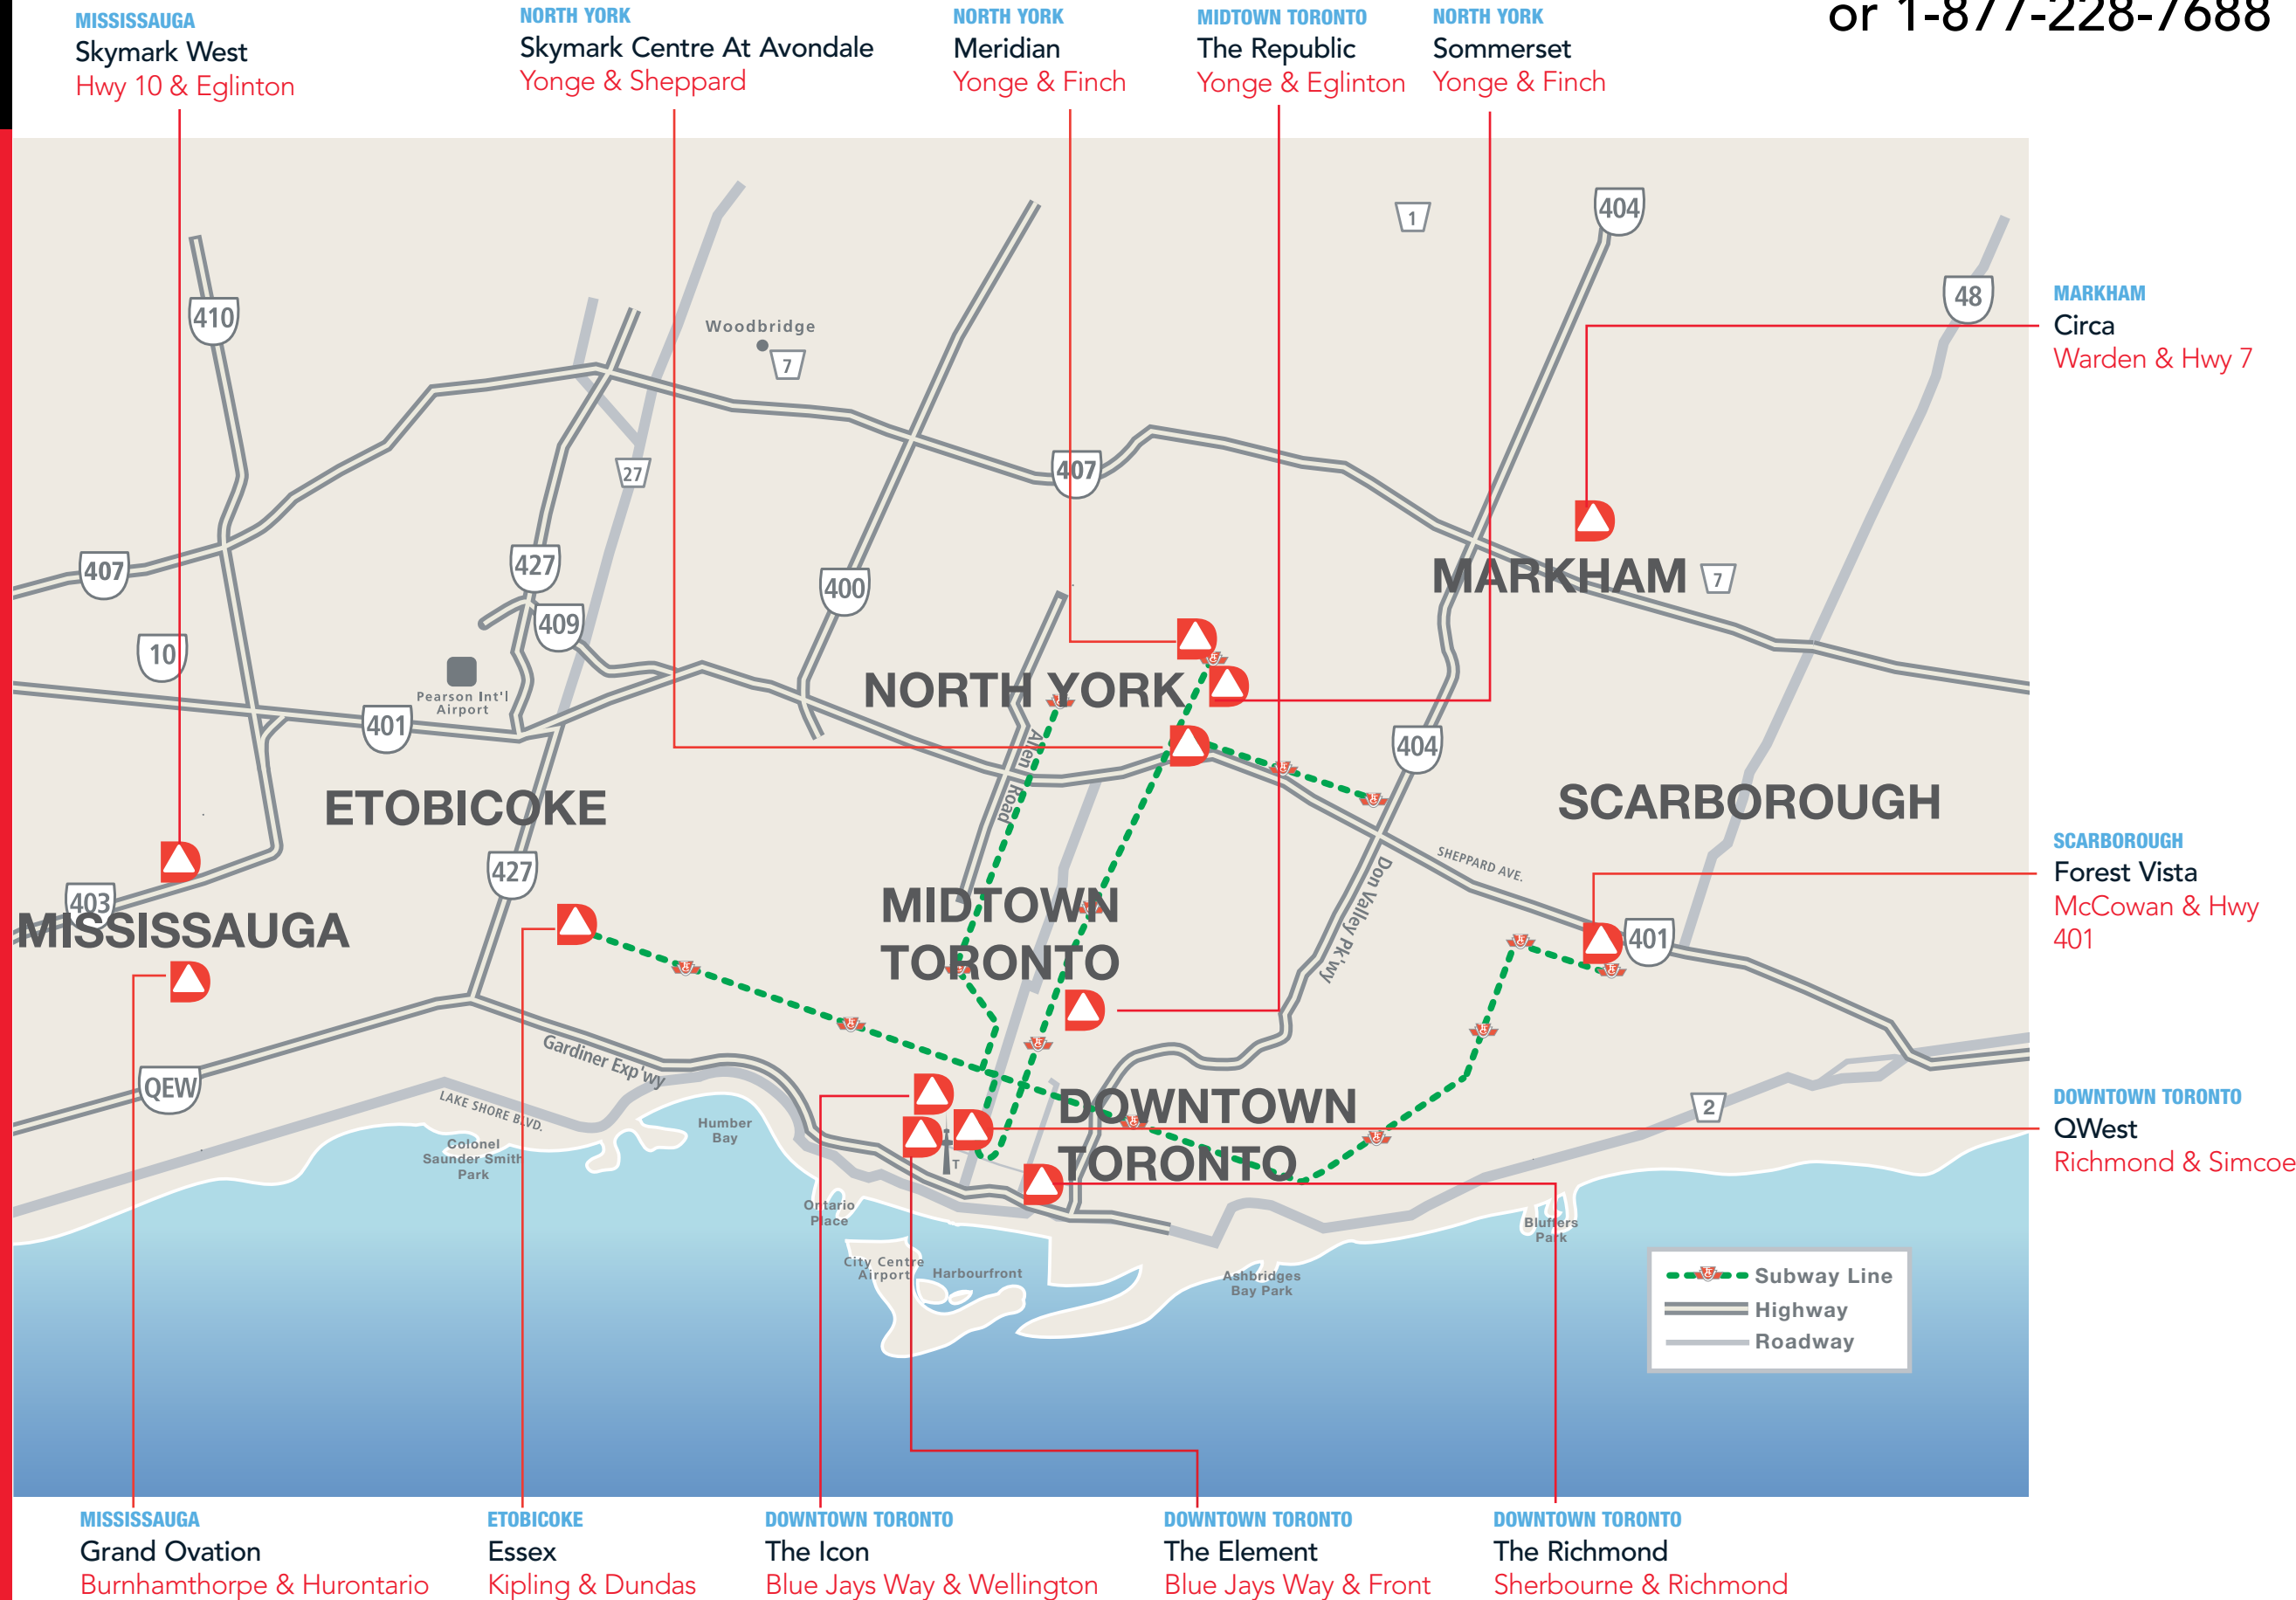 or 1-877-228-7688
MISSISSAUGA
Skymark West
Hwy 10 & Eglinton
NORTH YORK
Skymark Centre At Avondale
Yonge & Sheppard
NORTH YORK
Meridian
Yonge & Finch
MIDTOWN TORONTO
The Republic
Yonge & Eglinton
NORTH YORK
Sommerset
Yonge & Finch
1
404
48
410
Woodbridge
7
MARKHAM
Circa
Warden & Hwy 7
27
407
407
427
400
409
MARKHAM
7
10
Pearson Int'l
Airport
NORTH YORK
401
Allen Road
404
ETOBICOKE
SCARBOROUGH
427
SHEPPARD AVE.
Don Valley Pk'wy
SCARBOROUGH
Forest Vista
McCowan & Hwy
401
403
MISSISSAUGA
MIDTOWN
TORONTO
401
QEW
Gardiner Exp'wy
LAKE SHORE BLVD.
DOWNTOWN
TORONTO
2
DOWNTOWN TORONTO
QWest
Richmond & Simcoe
Humber
Bay
Colonel
Saunder Smith
Park
T
Ontario
Place
Bluffers
Park
City Centre
Airport
Harbourfront
Ashbridges
Bay Park
Subway Line
Highway
Roadway
MISSISSAUGA
Grand Ovation
Burnhamthorpe & Hurontario
ETOBICOKE
Essex
Kipling & Dundas
DOWNTOWN TORONTO
The Icon
Blue Jays Way & Wellington
DOWNTOWN TORONTO
The Element
Blue Jays Way & Front
DOWNTOWN TORONTO
The Richmond
Sherbourne & Richmond